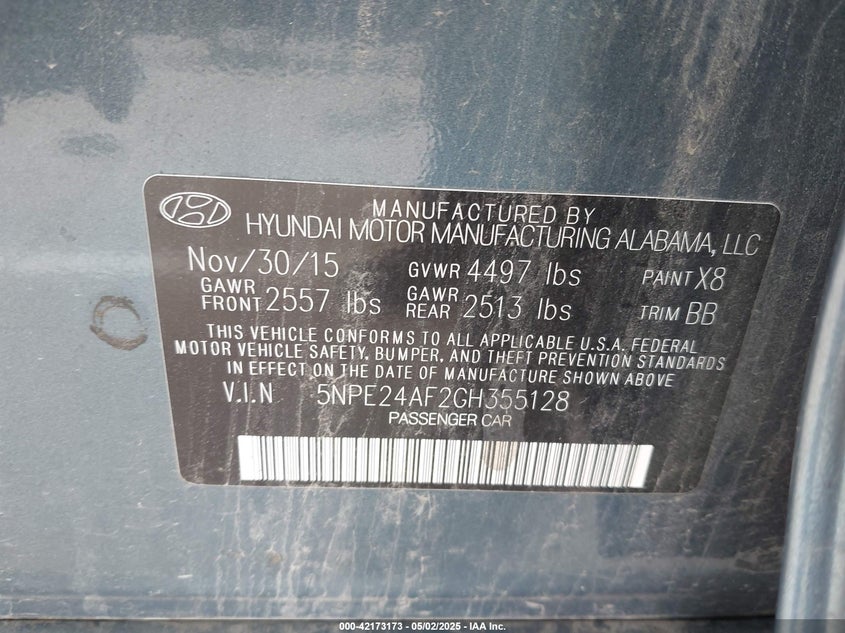 MANUFACTURED BY
HYUNDAI MOTOR MANUFACTURING ALABAMA, LLC
Nov/30/15 GVWR 4497 lbs PAINT X8
GAWR FRONT 2557 lbs GAWR REAR 2513 lbs TRIM BB
THIS VEHICLE CONFORMS TO ALL APPLICABLE U.S.A. FEDERAL
MOTOR VEHICLE SAFETY, BUMPER, AND THEFT PREVENTION STANDARDS
IN EFFECT ON THE DATE OF MANUFACTURE SHOWN ABOVE
V.I.N 5NPE24AF2GH355128
PASSENGER CAR
000-42173173 - 05/02/2025 - IAA Inc.